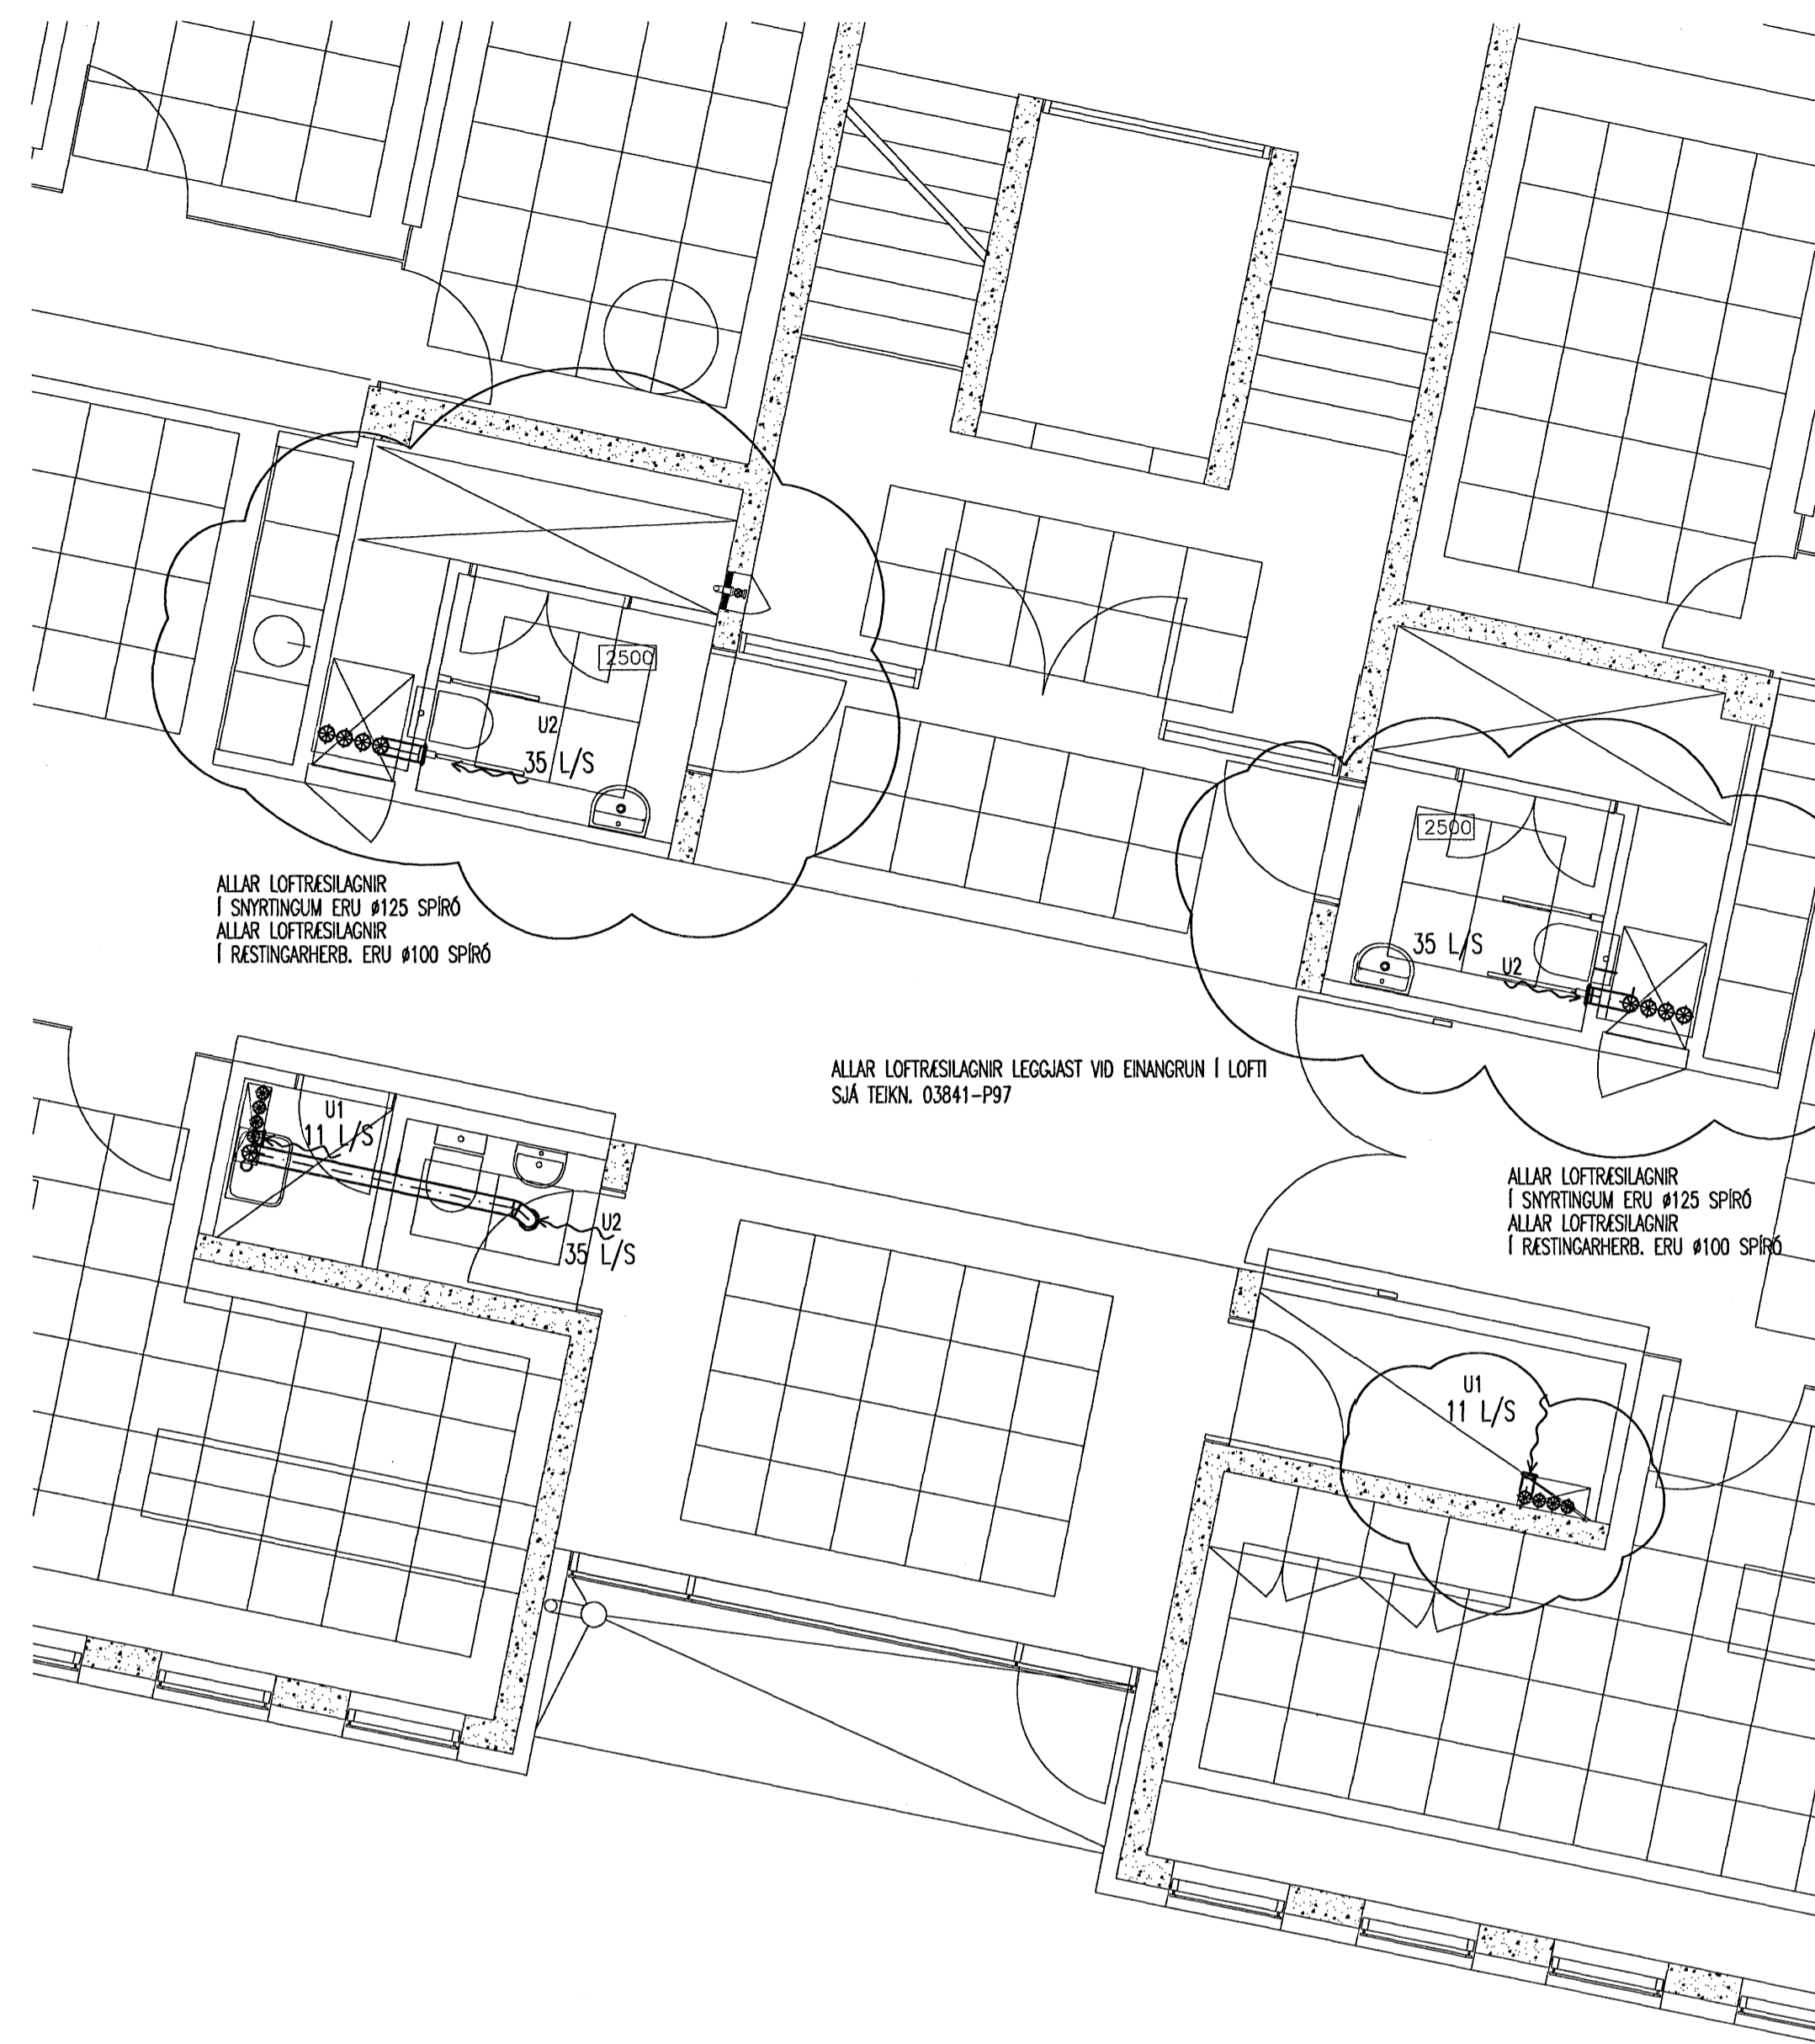 2500
U2
35 L/S
2500
35 L/S
U2
ALLAR LOFTRÆSILAGNIR
Í SNYRTINGUM ERU ø125 SPÍRÓ
ALLAR LOFTRÆSILAGNIR
Í RÆSTINGARHERB. ERU ø100 SPÍRÓ
ALLAR LOFTRÆSILAGNIR LEGGJAST VIÐ EINANGRUN Í LOFTI
SJÁ TEIKN. 03841-P97
U1
11 L/S
U2
35 L/S
ALLAR LOFTRÆSILAGNIR
Í SNYRTINGUM ERU ø125 SPÍRÓ
ALLAR LOFTRÆSILAGNIR
Í RÆSTINGARHERB. ERU ø100 SPÍRÓ
U1
11 L/S